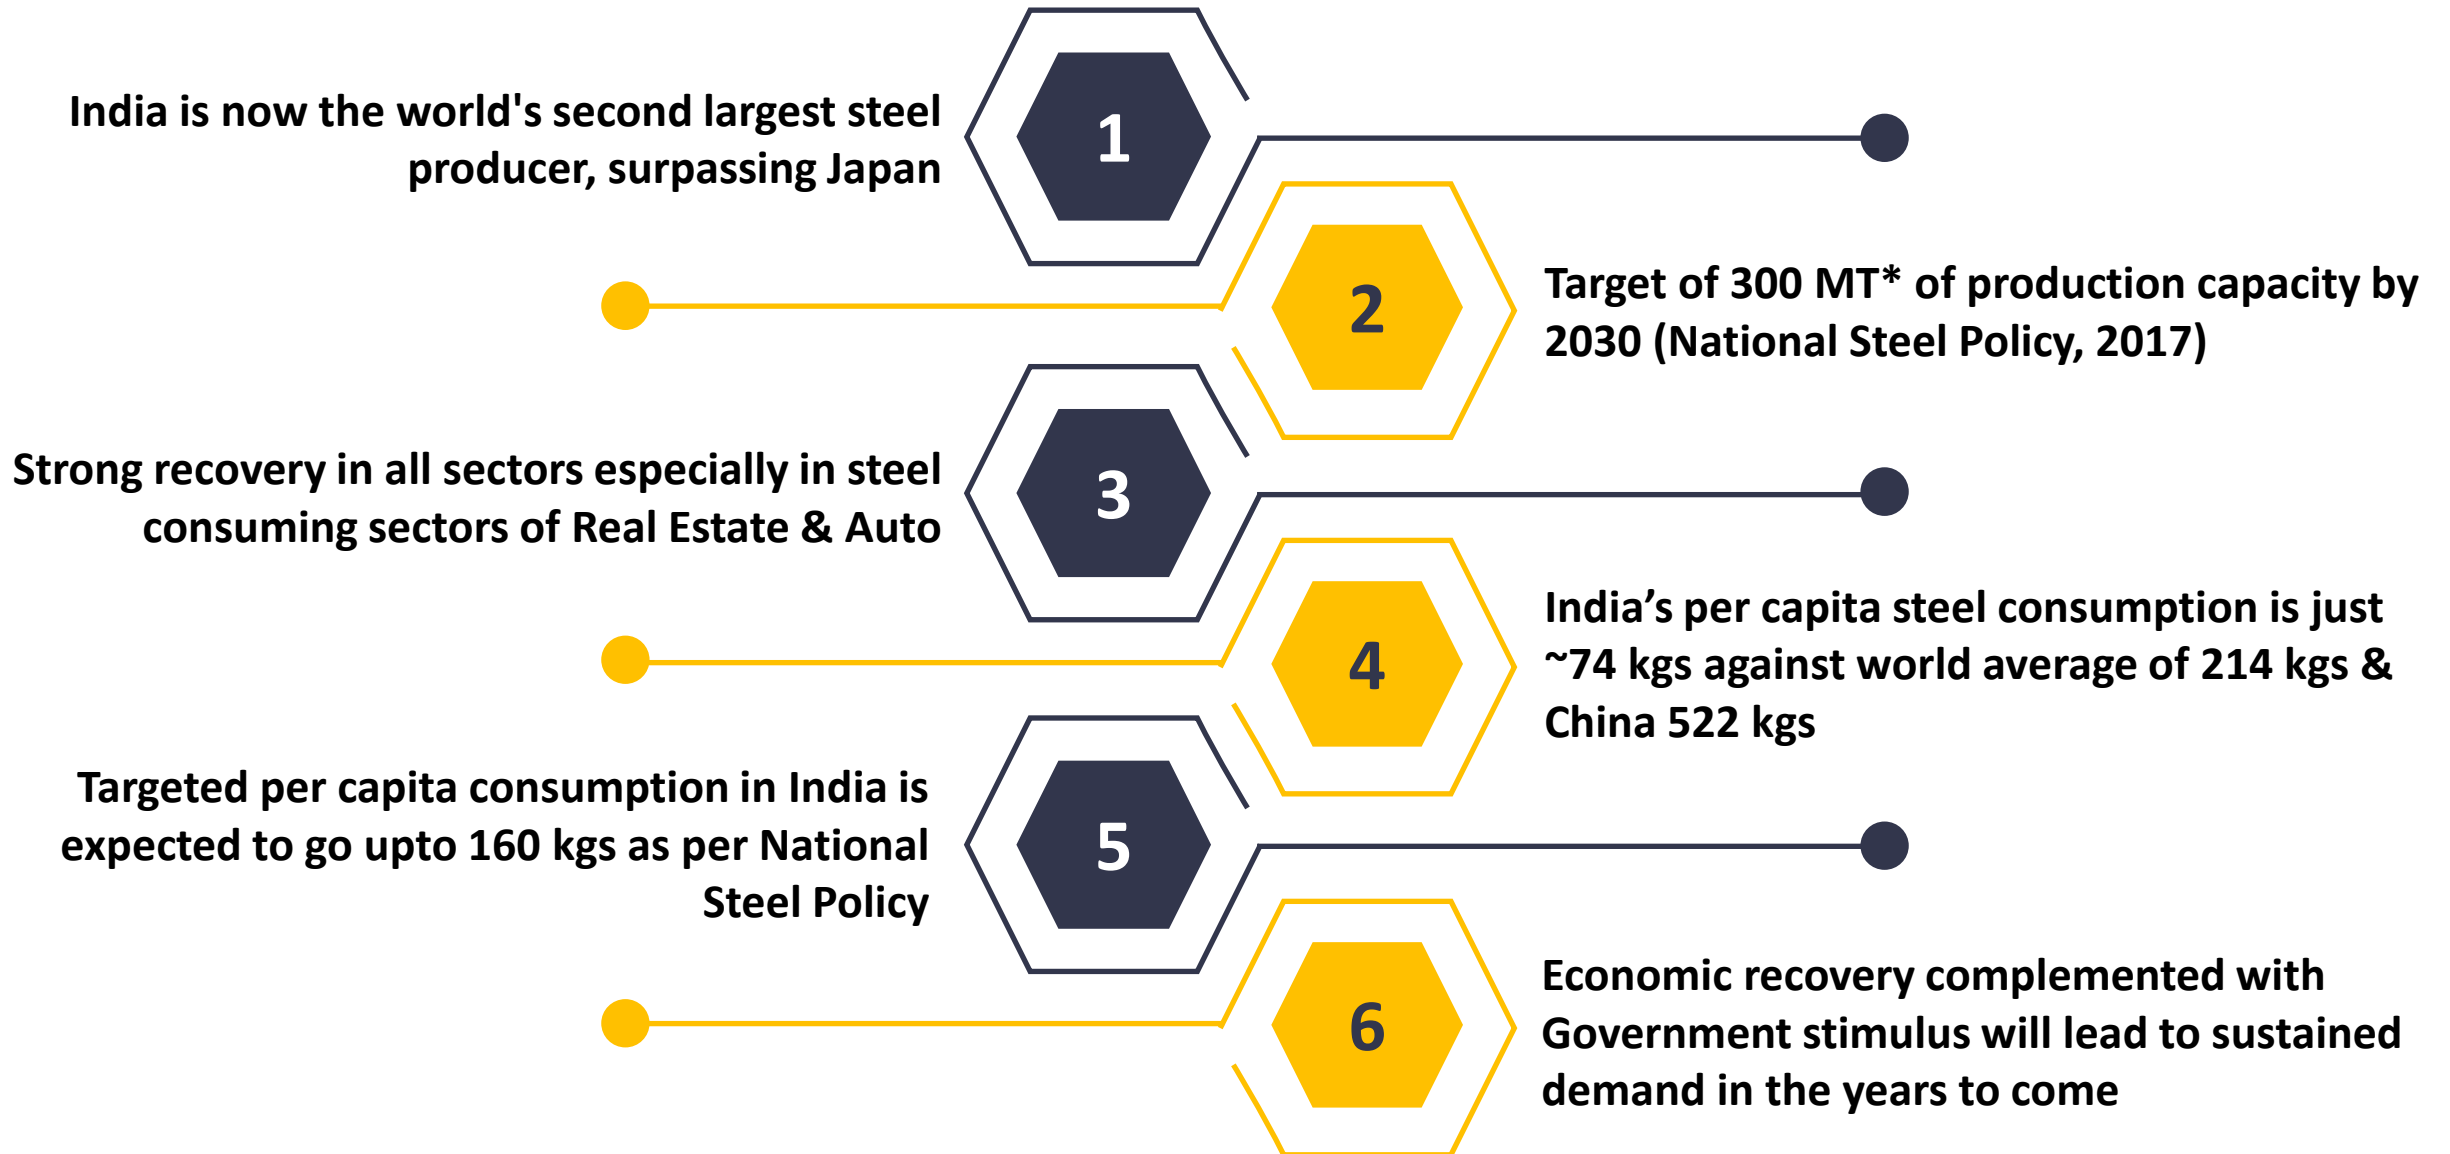 1
India is now the world's second largest steel
producer, surpassing Japan
2
Target of 300 MT* of production capacity by
2030 (National Steel Policy, 2017)
3
Strong recovery in all sectors especially in steel
consuming sectors of Real Estate & Auto
4
India’s per capita steel consumption is just
~74 kgs against world average of 214 kgs &
China 522 kgs
5
Targeted per capita consumption in India is
expected to go upto 160 kgs as per National
Steel Policy
6
Economic recovery complemented with
Government stimulus will lead to sustained
demand in the years to come